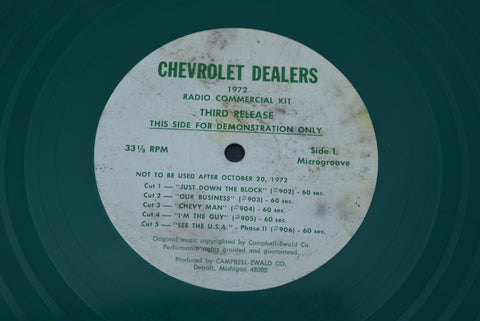 CHEVROLET DEALERS
1972
RADIO COMMERCIAL KIT
THIRD RELEASE
THIS SIDE FOR DEMONSTRATION ONLY
33⅓ RPM
Side 1
Microgroove
NOT TO BE USED AFTER OCTOBER 20, 1972
Cut 1 — "JUST DOWN THE BLOCK" (#902) - 60 sec.
Cut 2 — "OUR BUSINESS" (#903) - 60 sec.
Cut 3 — "CHEVY MAN" (#904) - 60 sec.
Cut 4 — "I'M THE GUY" (#905) - 60 sec.
Cut 5 — "SEE THE U.S.A." - Phase II (#906) - 60 sec.
Original music copyrighted by Campbell-Ewald Co.
Performance rights granted and guaranteed.
Produced by CAMPBELL-EWALD CO.
Detroit, Michigan 48202